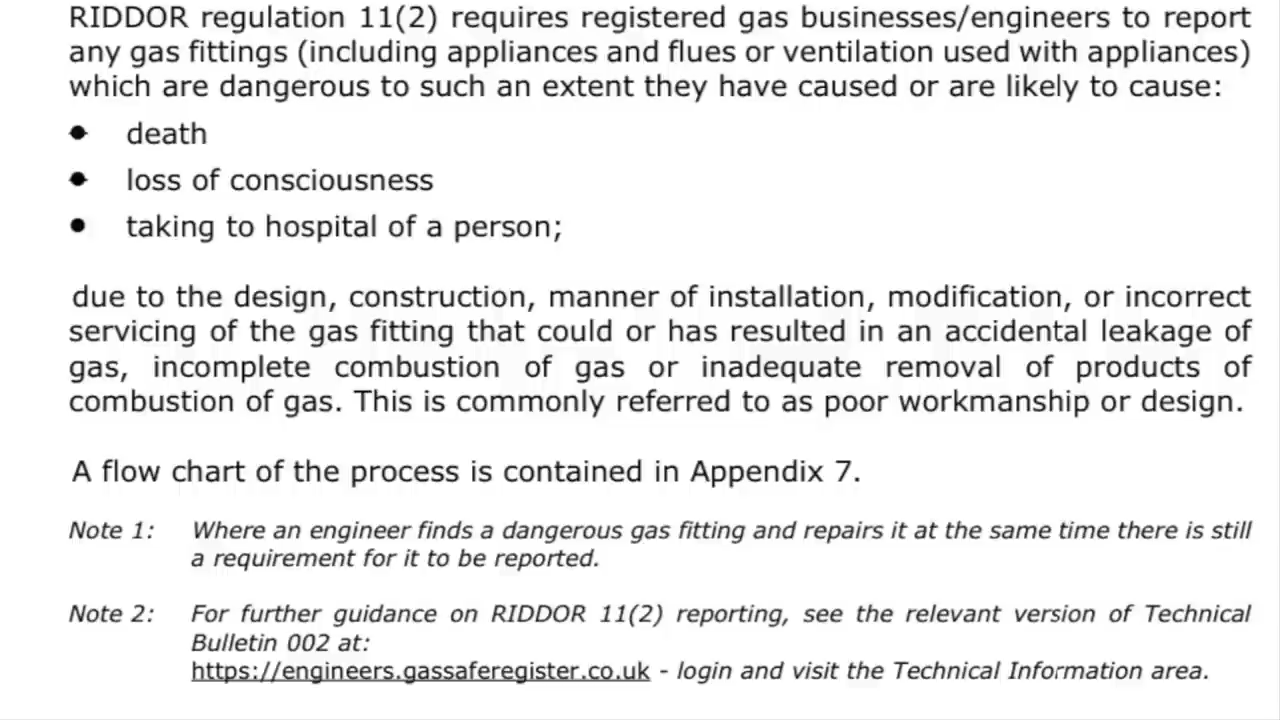 RIDDOR regulation 11(2) requires registered gas businesses/engineers to report
any gas fittings (including appliances and flues or ventilation used with appliances)
which are dangerous to such an extent they have caused or are likely to cause:
• death
• loss of consciousness
• taking to hospital of a person;
due to the design, construction, manner of installation, modification, or incorrect
servicing of the gas fitting that could or has resulted in an accidental leakage of
gas, incomplete combustion of gas or inadequate removal of products of
combustion of gas. This is commonly referred to as poor workmanship or design.
A flow chart of the process is contained in Appendix 7.
Note 1: Where an engineer finds a dangerous gas fitting and repairs it at the same time there is still
a requirement for it to be reported.
Note 2: For further guidance on RIDDOR 11(2) reporting, see the relevant version of Technical
Bulletin 002 at:
https://engineers.gassaferegister.co.uk - login and visit the Technical Information area.